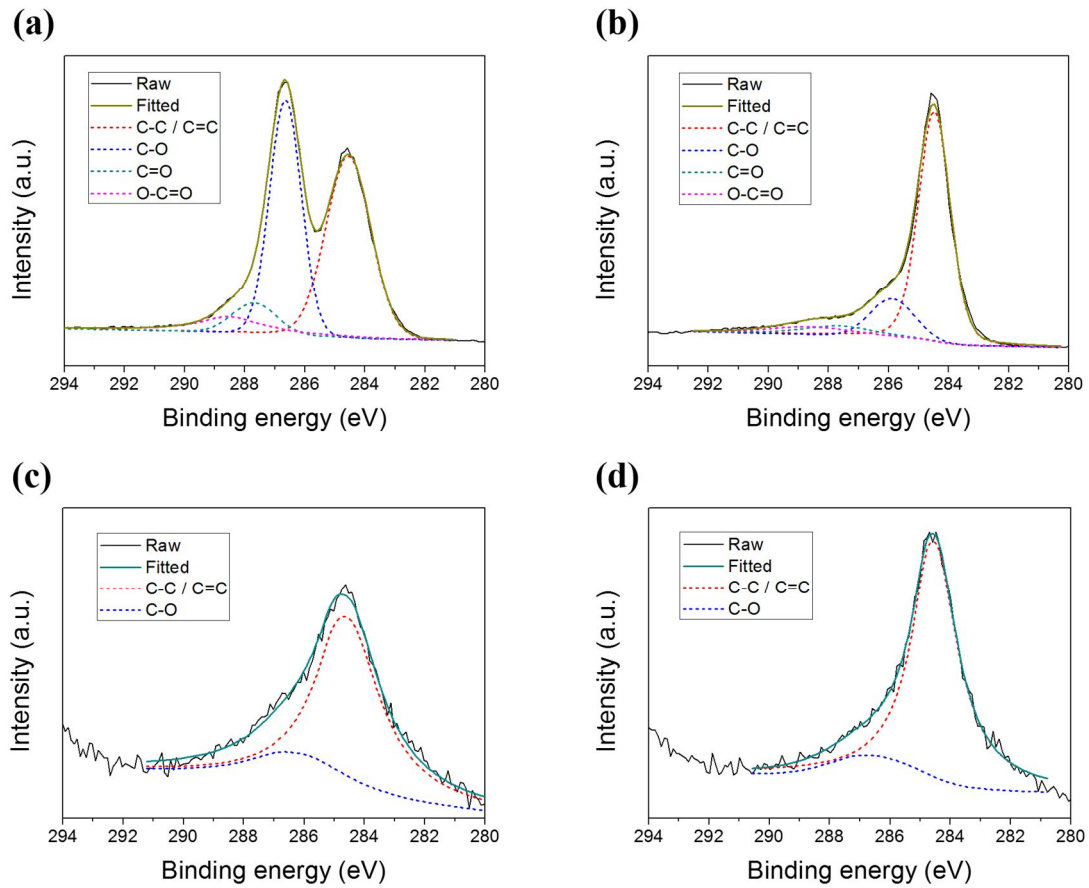 (a)
Raw
Fitted
C-C / C=C
C-O
C=O
O-C=O
Intensity (a.u.)
294 292 290 288 286 284 282 280
Binding energy (eV)
(b)
Raw
Fitted
C-C / C=C
C-O
C=O
O-C=O
Intensity (a.u.)
294 292 290 288 286 284 282 280
Binding energy (eV)
(c)
Raw
Fitted
C-C / C=C
C-O
Intensity (a.u.)
294 292 290 288 286 284 282 280
Binding energy (eV)
(d)
Raw
Fitted
C-C / C=C
C-O
Intensity (a.u.)
294 292 290 288 286 284 282 280
Binding energy (eV)